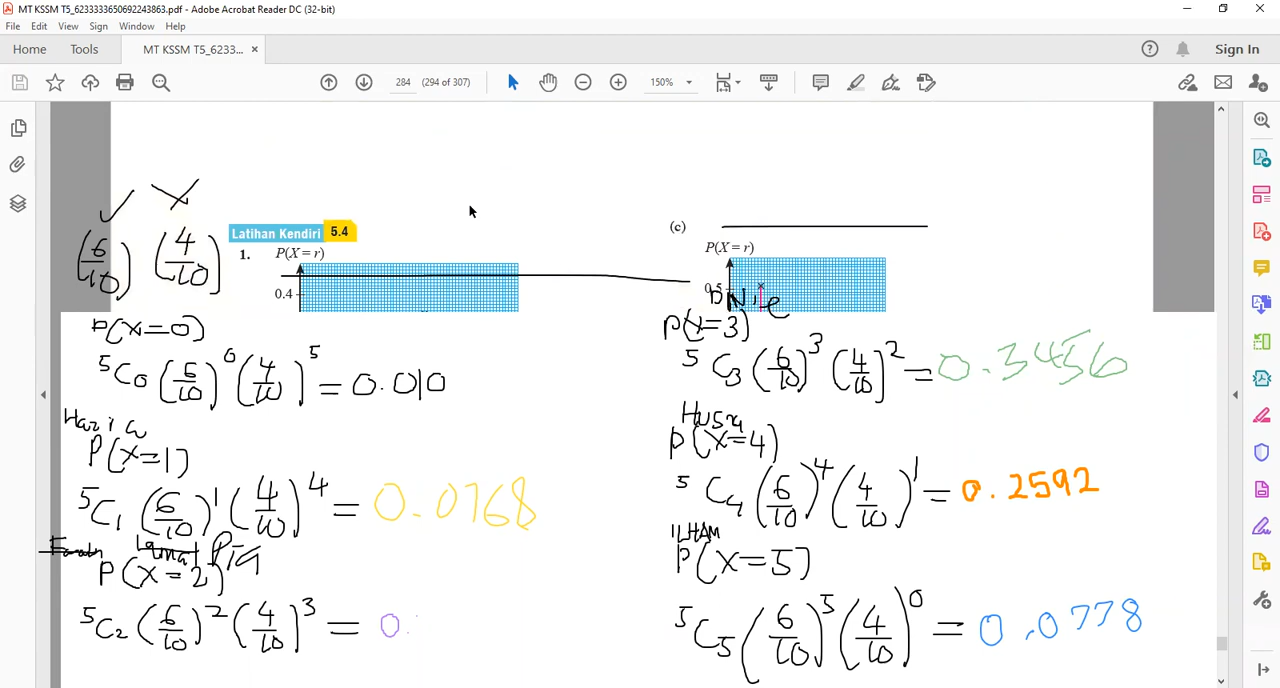 MT KSSM T5_6233333650692243863.pdf - Adobe Acrobat Reader DC (32-bit)
File Edit View Sign Window Help
Home Tools MT KSSM T5_6233... × Sign In
284 (294 of 307) 150%
✓ ×
(6/10) (4/10)
Latihan Kendiri 5.4
1. P(X = r)
0.4
P(X=0)
⁵C₀ (6/10)⁰ (4/10)⁵ = 0.010
P(X=1)
⁵C₁ (6/10)¹ (4/10)⁴ = 0.0768
Pia
P(X=2)
⁵C₂ (6/10)² (4/10)³ = 0.
(c)
P(X = r)
0.5
P(X=3)
⁵C₃ (6/10)³ (4/10)² = 0.3456
Husna
P(X=4)
⁵C₄ (6/10)⁴ (4/10)¹ = 0.2592
ILHAM
P(X=5)
⁵C₅ (6/10)⁵ (4/10)⁰ = 0.0778